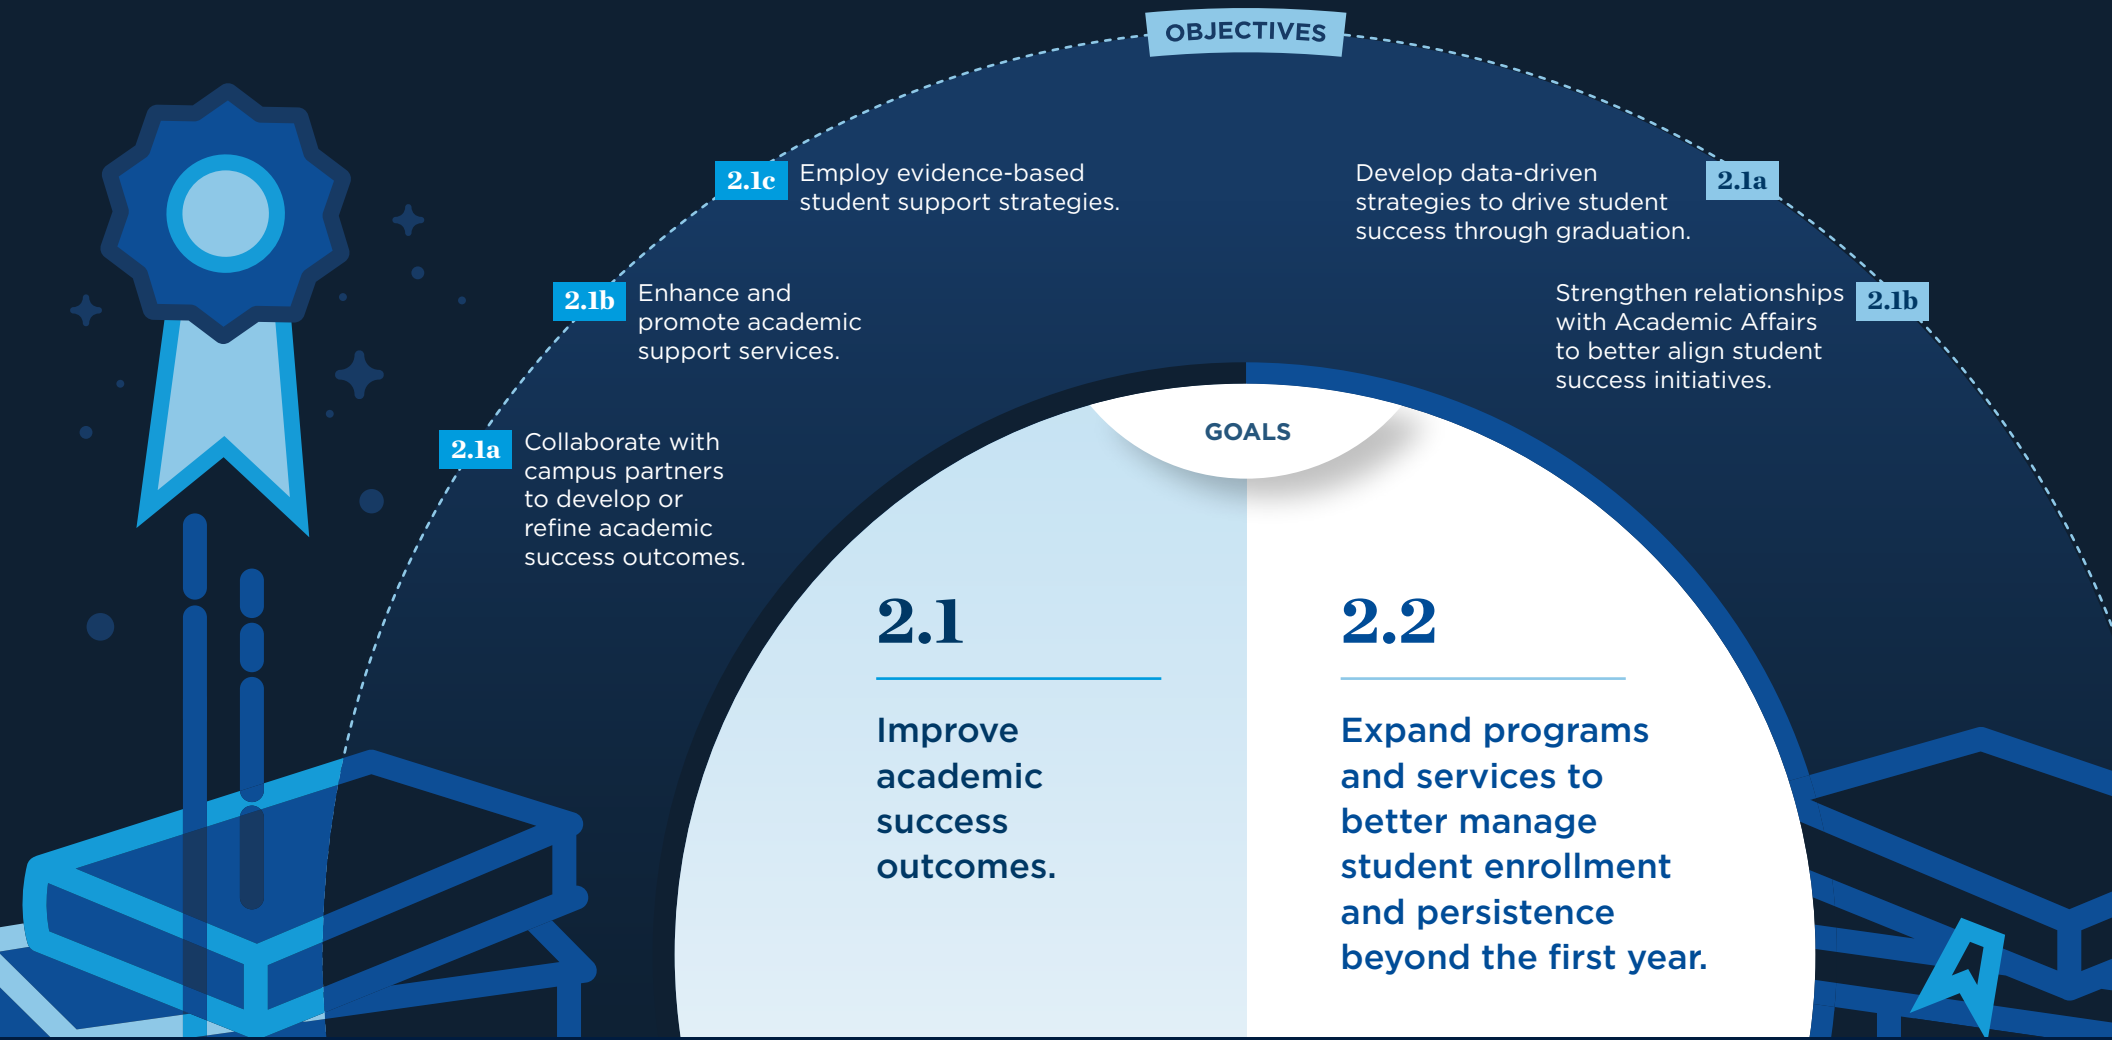 OBJECTIVES
2.1c
Employ evidence-based
student support strategies.
2.1b
Enhance and
promote academic
support services.
2.1a
Collaborate with
campus partners
to develop or
refine academic
success outcomes.
Develop data-driven
strategies to drive student
success through graduation.
2.1a
Strengthen relationships
with Academic Affairs
to better align student
success initiatives.
2.1b
GOALS
2.1
Improve
academic
success
outcomes.
2.2
Expand programs
and services to
better manage
student enrollment
and persistence
beyond the first year.